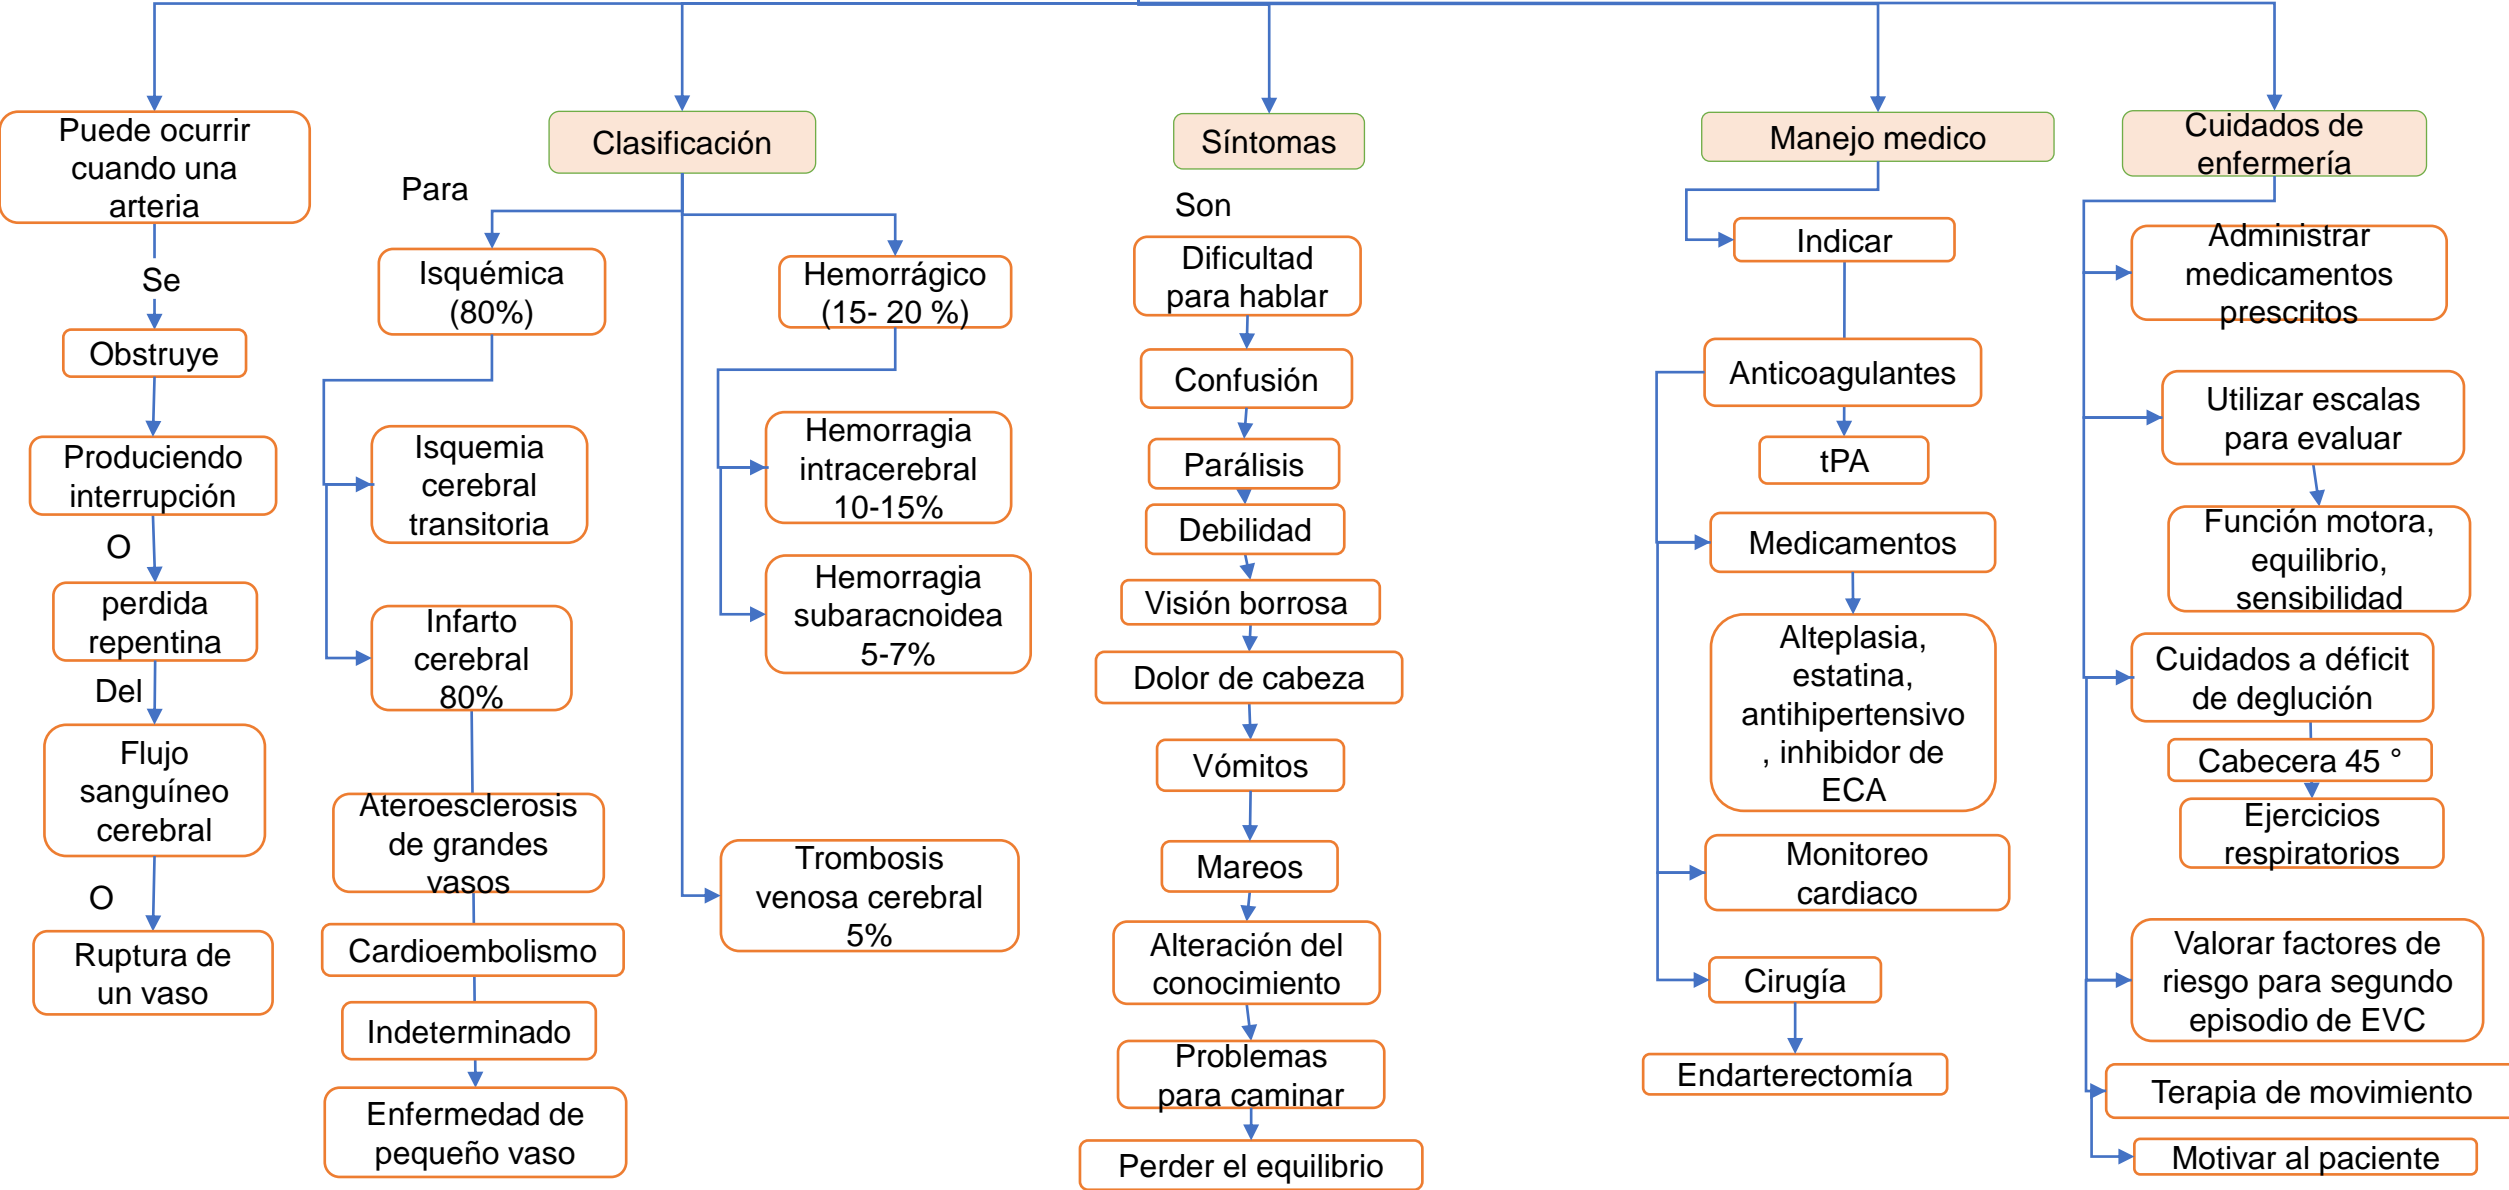 Puede ocurrir
cuando una
arteria
Se
Obstruye
Produciendo
interrupción
O
perdida
repentina
Del
Flujo
sanguíneo
cerebral
O
Ruptura de
un vaso
Clasificación
Para
Isquémica
(80%)
Isquemia
cerebral
transitoria
Infarto
cerebral
80%
Ateroesclerosis
de grandes
vasos
Cardioembolismo
Indeterminado
Enfermedad de
pequeño vaso
Hemorrágico
(15- 20 %)
Hemorragia
intracerebral
10-15%
Hemorragia
subaracnoidea
5-7%
Trombosis
venosa cerebral
5%
Síntomas
Son
Dificultad
para hablar
Confusión
Parálisis
Debilidad
Visión borrosa
Dolor de cabeza
Vómitos
Mareos
Alteración del
conocimiento
Problemas
para caminar
Perder el equilibrio
Manejo medico
Indicar
Anticoagulantes
tPA
Medicamentos
Alteplasia,
estatina,
antihipertensivo
, inhibidor de
ECA
Monitoreo
cardiaco
Cirugía
Endarterectomía
Cuidados de
enfermería
Administrar
medicamentos
prescritos
Utilizar escalas
para evaluar
Función motora,
equilibrio,
sensibilidad
Cuidados a déficit
de deglución
Cabecera 45 °
Ejercicios
respiratorios
Valorar factores de
riesgo para segundo
episodio de EVC
Terapia de movimiento
Motivar al paciente